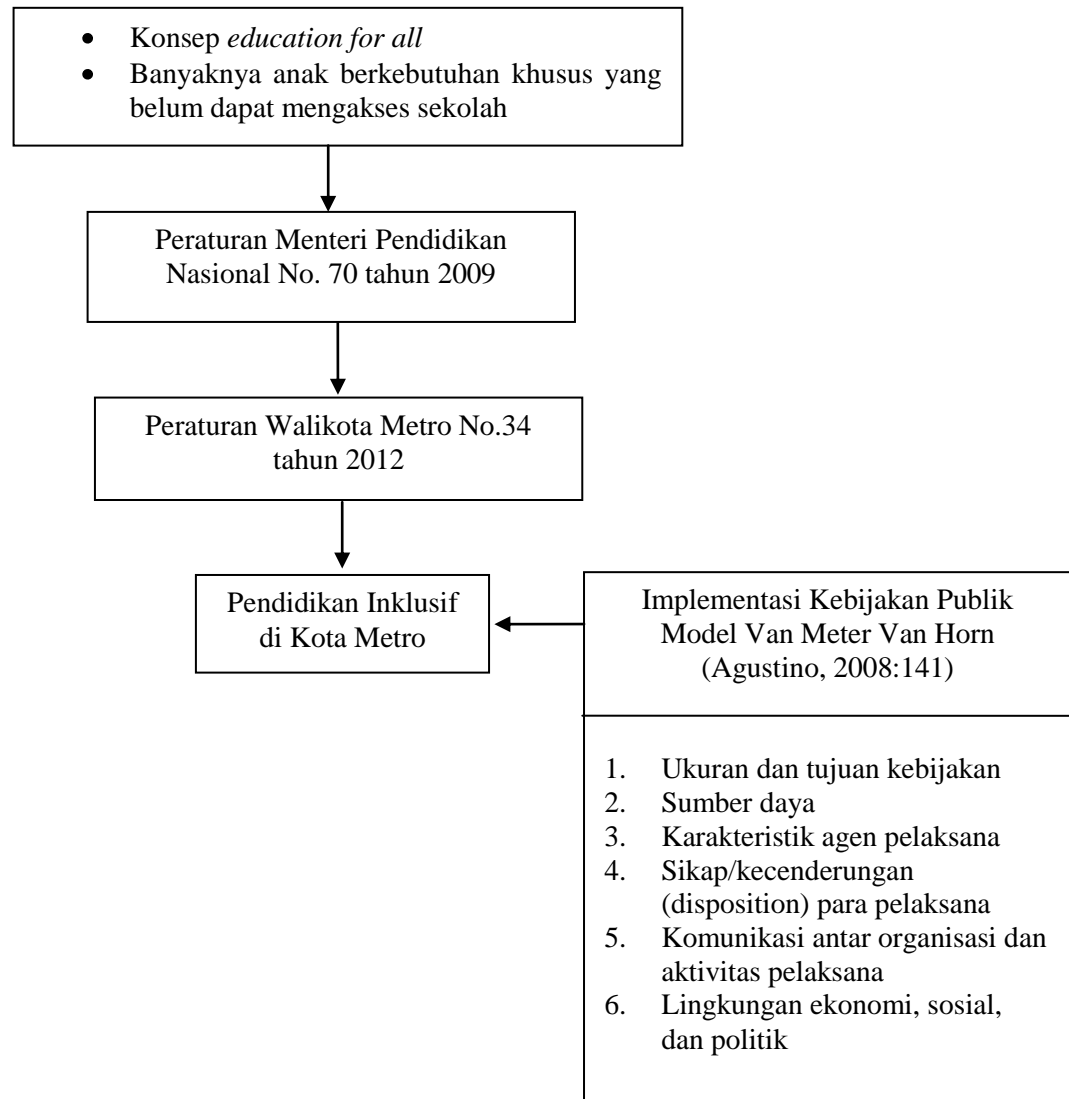 • Konsep education for all
• Banyaknya anak berkebutuhan khusus yang
belum dapat mengakses sekolah
Peraturan Menteri Pendidikan
Nasional No. 70 tahun 2009
Peraturan Walikota Metro No.34
tahun 2012
Pendidikan Inklusif
di Kota Metro
Implementasi Kebijakan Publik
Model Van Meter Van Horn
(Agustino, 2008:141)
1. Ukuran dan tujuan kebijakan
2. Sumber daya
3. Karakteristik agen pelaksana
4. Sikap/kecenderungan
(disposition) para pelaksana
5. Komunikasi antar organisasi dan
aktivitas pelaksana
6. Lingkungan ekonomi, sosial,
dan politik